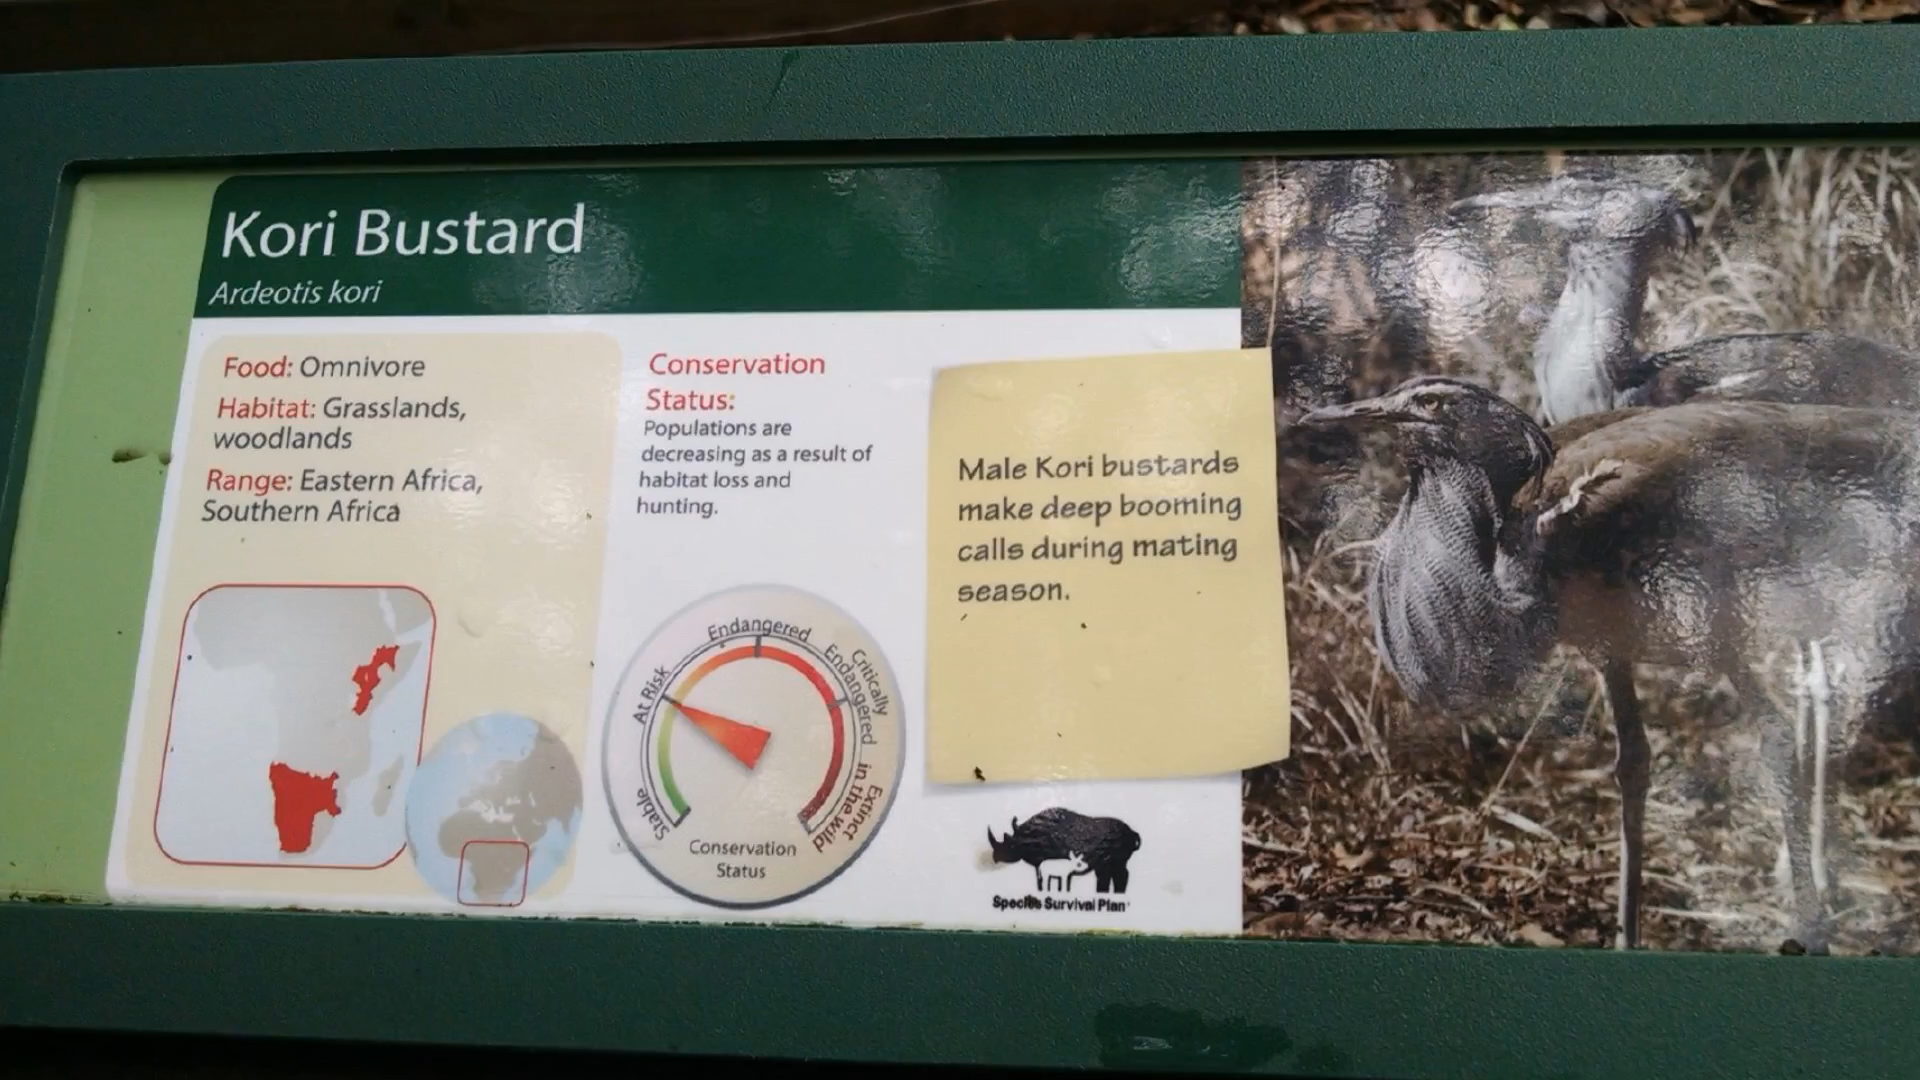 Kori Bustard
Ardeotis kori
Food: Omnivore
Habitat: Grasslands,
woodlands
Range: Eastern Africa,
Southern Africa
Conservation
Status:
Populations are
decreasing as a result of
habitat loss and
hunting.
Male Kori bustards
make deep booming
calls during mating
season.
Stable
At Risk
Endangered
Critically
Endangered
Extinct
in the wild
Conservation
Status
Species Survival Plan